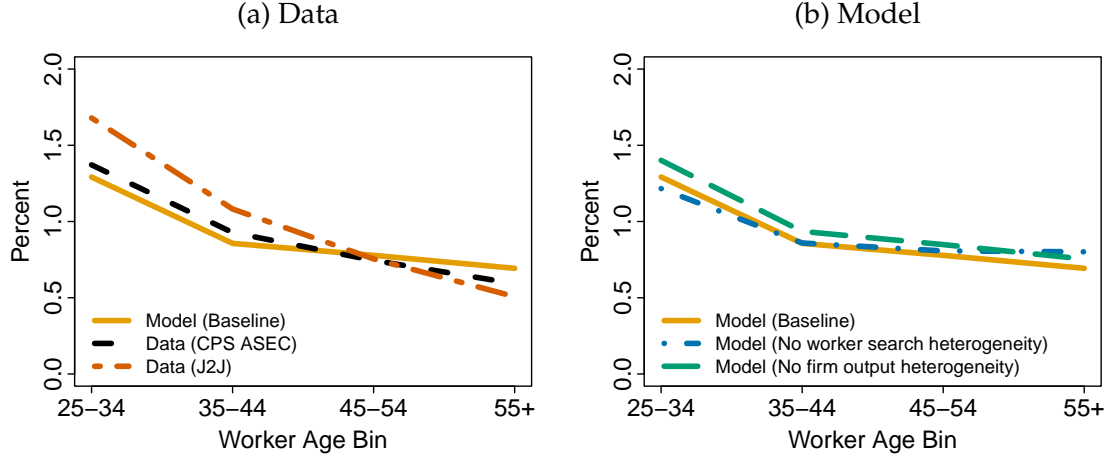 (a) Data
Percent
2.0
1.5
1.0
0.5
0.0
Model (Baseline)
Data (CPS ASEC)
Data (J2J)
25–34 35–44 45–54 55+
Worker Age Bin
(b) Model
Percent
2.0
1.5
1.0
0.5
0.0
Model (Baseline)
Model (No worker search heterogeneity)
Model (No firm output heterogeneity)
25–34 35–44 45–54 55+
Worker Age Bin